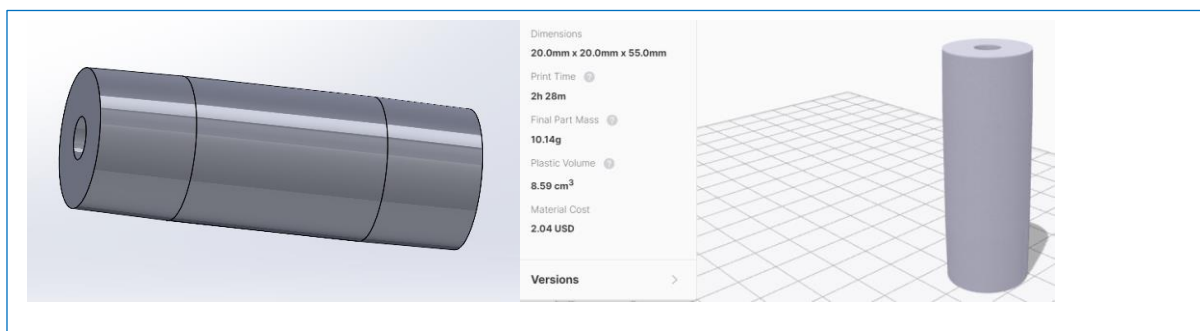 Dimensions
20.0mm x 20.0mm x 55.0mm
Print Time ?
2h 28m
Final Part Mass ?
10.14g
Plastic Volume ?
8.59 cm³
Material Cost
2.04 USD
Versions >